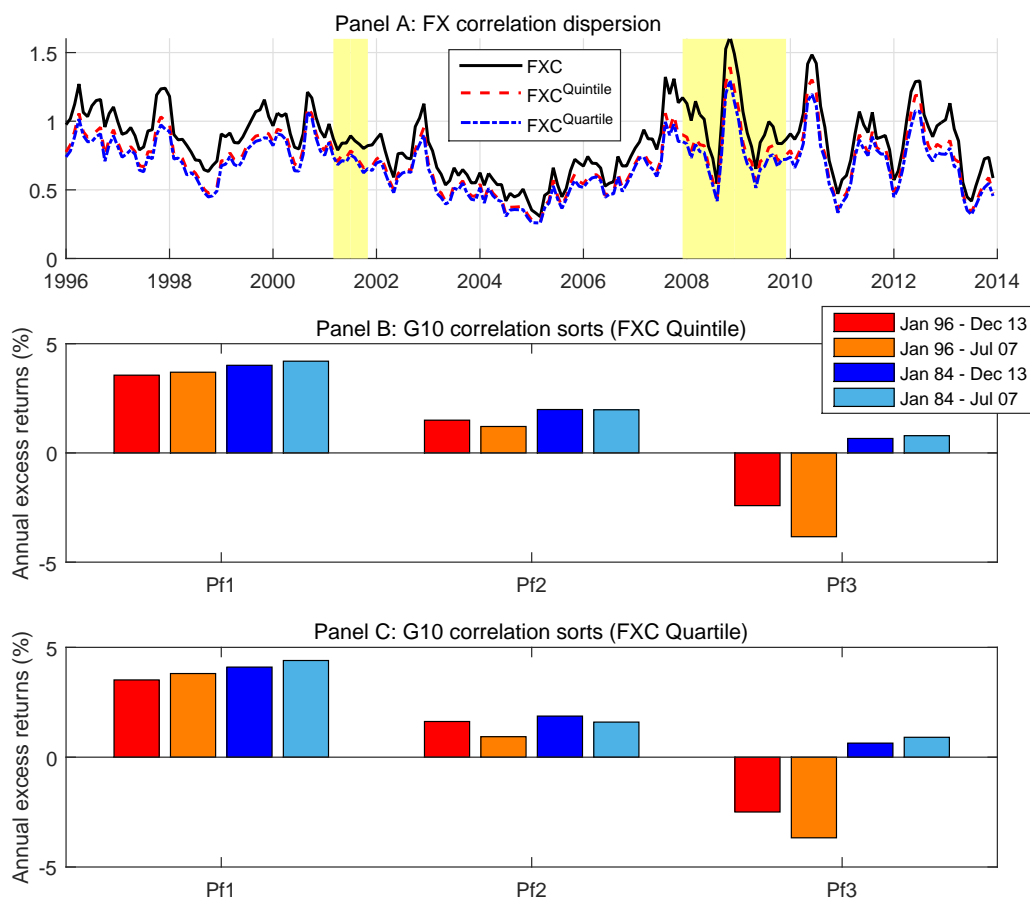 Panel A: FX correlation dispersion
1.5
1
0.5
0
FXC
FXC^Quintile
FXC^Quartile
1996 1998 2000 2002 2004 2006 2008 2010 2012 2014
Panel B: G10 correlation sorts (FXC Quintile)
Jan 96 - Dec 13
Jan 96 - Jul 07
Jan 84 - Dec 13
Jan 84 - Jul 07
Annual excess returns (%)
5
0
-5
Pf1 Pf2 Pf3
Panel C: G10 correlation sorts (FXC Quartile)
Annual excess returns (%)
5
0
-5
Pf1 Pf2 Pf3